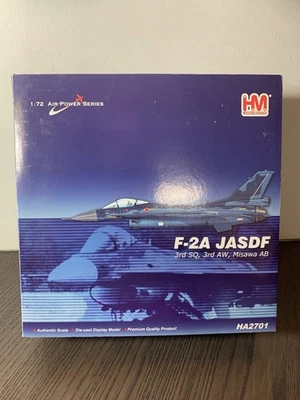 1:72 AIR POWER SERIES
HM
F-2A JASDF
3rd SQ, 3rd AW, Misawa AB
• Authentic Scale • Die-cast Display Model • Premium Quality Product
HA2701